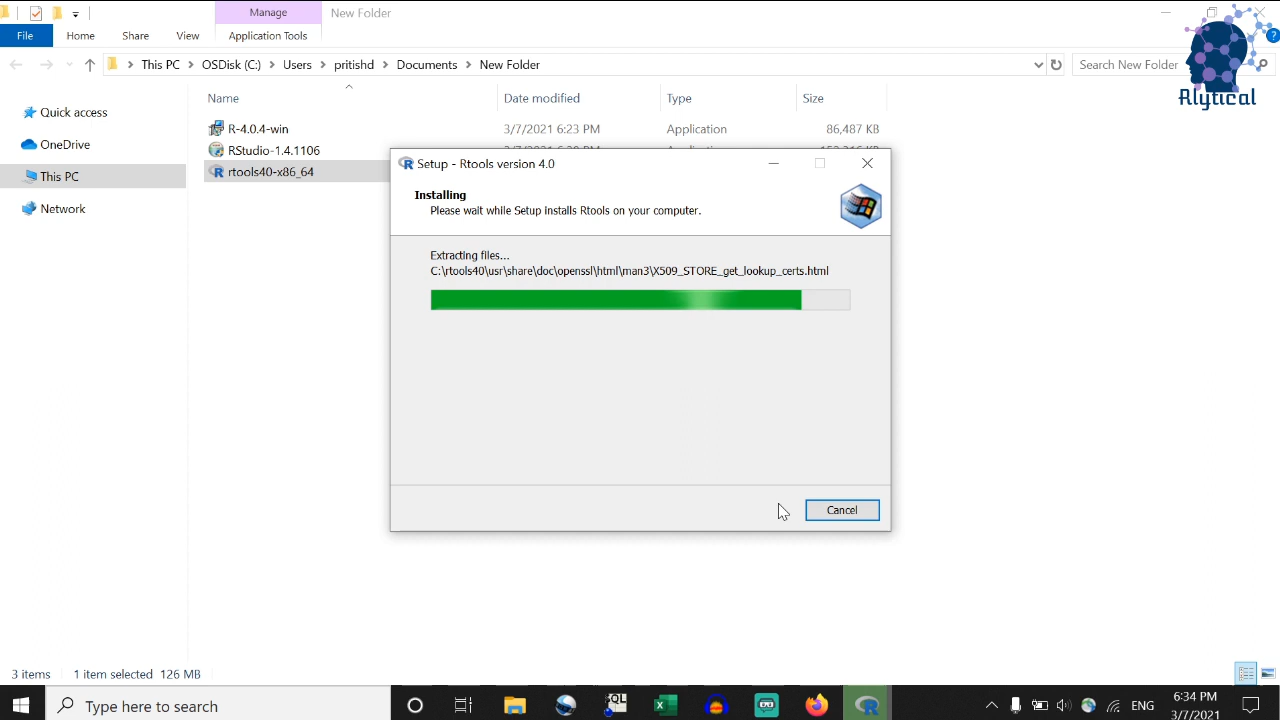 Manage
New Folder
File
Home
Share
View
Application Tools
This PC
OSDisk (C:)
Users
pritishd
Documents
New Folder
Search New Folder
Alytical
Quick access
OneDrive
This PC
Network
Name
Date modified
Type
Size
R-4.0.4-win
3/7/2021 6:23 PM
Application
86,487 KB
RStudio-1.4.1106
rtools40-x86_64
Setup - Rtools version 4.0
Installing
Please wait while Setup installs Rtools on your computer.
Extracting files...
C:\rtools40\usr\share\doc\openssl\html\man3\X509_STORE_get_lookup_certs.html
Cancel
3 items
1 item selected 126 MB
Type here to search
QL
ENG
6:34 PM
3/7/2021